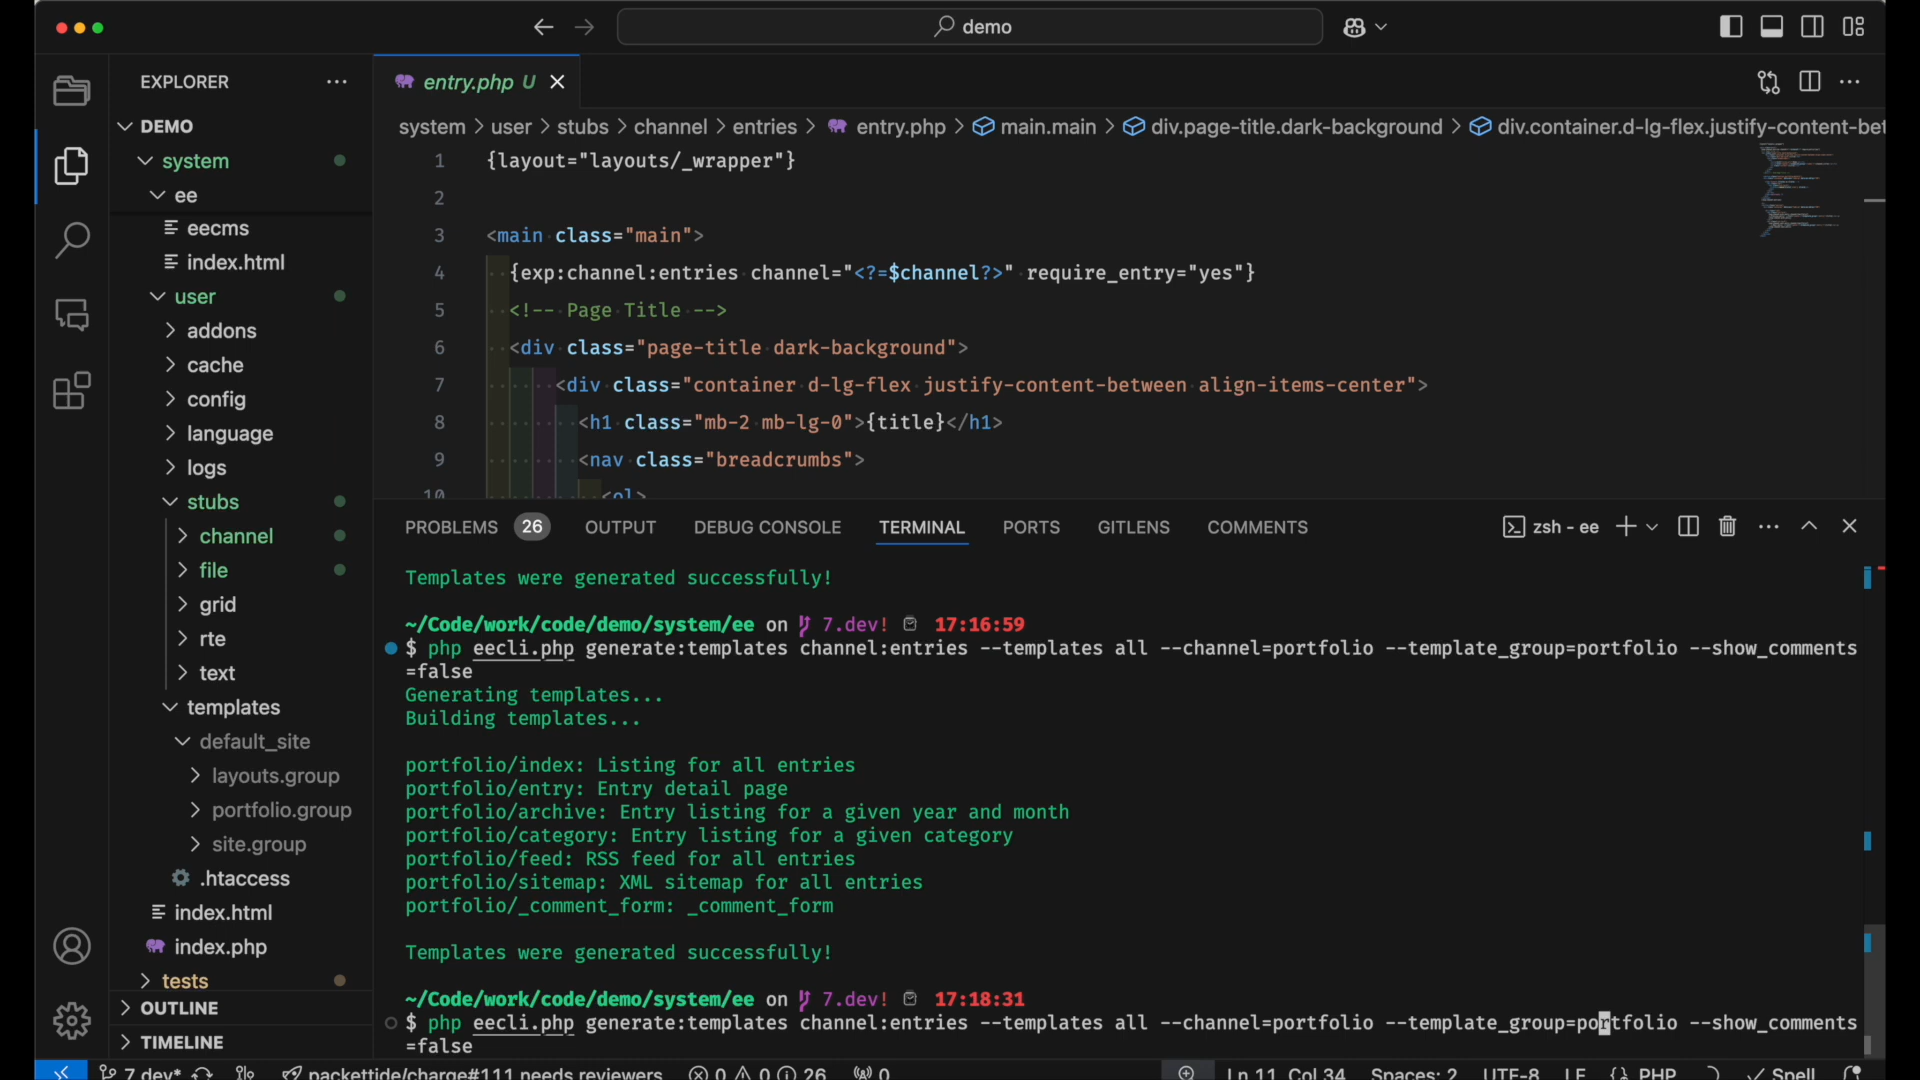 demo
EXPLORER
DEMO
system
ee
eecms
index.html
user
addons
cache
config
language
logs
stubs
channel
file
grid
rte
text
templates
default_site
layouts.group
portfolio.group
site.group
.htaccess
index.html
index.php
tests
OUTLINE
TIMELINE
entry.php U
system > user > stubs > channel > entries > entry.php > main.main > div.page-title.dark-background > div.container.d-lg-flex.justify-content-bet
1 {layout="layouts/_wrapper"}
2
3 <main class="main">
4 {exp:channel:entries channel="<?=$channel?>" require_entry="yes"}
5 <!-- Page Title -->
6 <div class="page-title dark-background">
7 <div class="container d-lg-flex justify-content-between align-items-center">
8 <h1 class="mb-2 mb-lg-0">{title}</h1>
9 <nav class="breadcrumbs">
10 <ol>
PROBLEMS 26 OUTPUT DEBUG CONSOLE TERMINAL PORTS GITLENS COMMENTS zsh - ee
Templates were generated successfully!
~/Code/work/code/demo/system/ee on 7.dev! 17:16:59
$ php eecli.php generate:templates channel:entries --templates all --channel=portfolio --template_group=portfolio --show_comments
=false
Generating templates...
Building templates...
portfolio/index: Listing for all entries
portfolio/entry: Entry detail page
portfolio/archive: Entry listing for a given year and month
portfolio/category: Entry listing for a given category
portfolio/feed: RSS feed for all entries
portfolio/sitemap: XML sitemap for all entries
portfolio/_comment_form: _comment_form
Templates were generated successfully!
~/Code/work/code/demo/system/ee on 7.dev! 17:18:31
$ php eecli.php generate:templates channel:entries --templates all --channel=portfolio --template_group=portfolio --show_comments
=false
7.dev* packettide/charge#111 needs reviewers 0 0 26 0 Ln 11, Col 34 Spaces: 2 UTF-8 LF {} PHP Spell